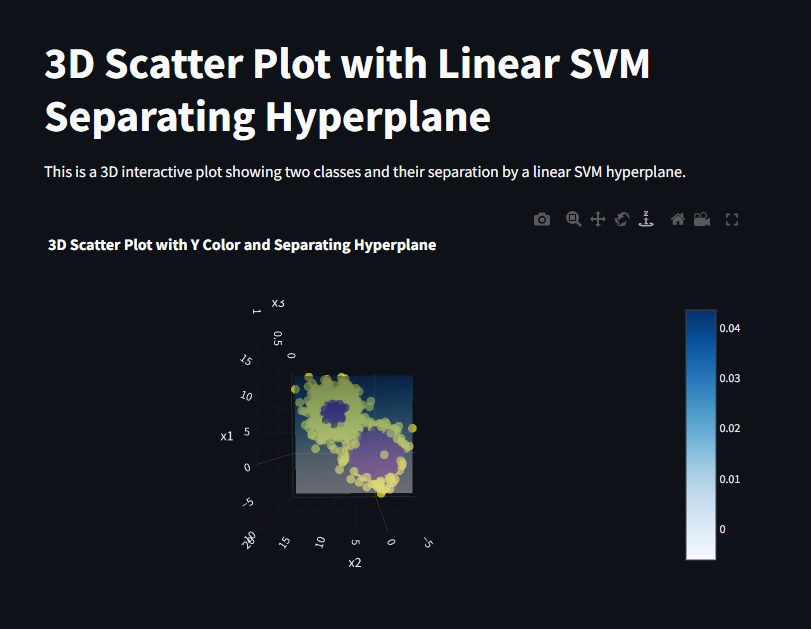 3D Scatter Plot with Linear SVM
Separating Hyperplane
This is a 3D interactive plot showing two classes and their separation by a linear SVM hyperplane.
z
3D Scatter Plot with Y Color and Separating Hyperplane
x3
1
0.5
0
15
10
x1
5
0
−5
−10
20
15
10
5
0
−5
x2
0.04
0.03
0.02
0.01
0